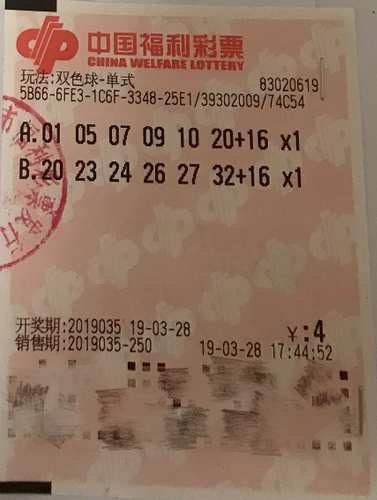 中国福利彩票
CHINA WELFARE LOTTERY
玩法:双色球-单式 83020619
5B66-6FE3-1C6F-3348-25E1/39302009/74C54
A.01 05 07 09 10 20+16 x1
B.20 23 24 26 27 32+16 x1
开奖期:2019035 19-03-28 ¥:4
销售期:2019035-250 19-03-28 17:44:52